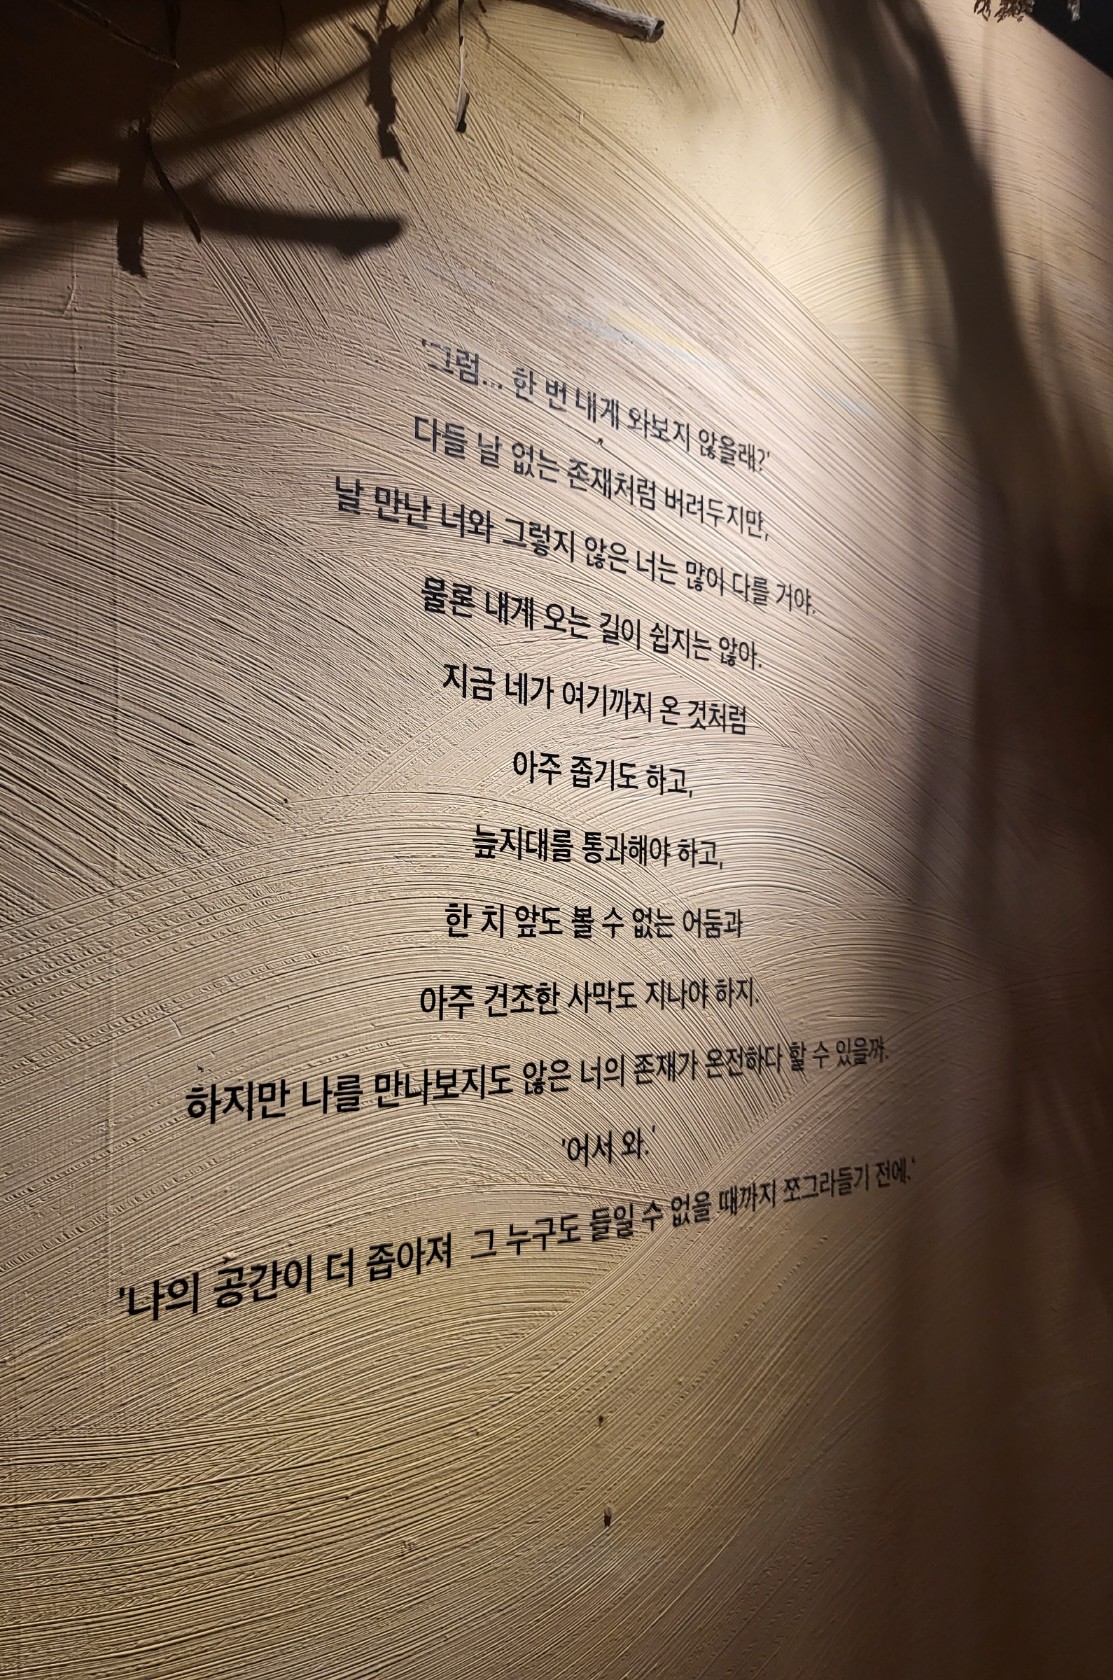 '그럼... 한 번 내게 와보지 않을래?'
다들 날 없는 존재처럼 버려두지만,
날 만난 너와 그렇지 않은 너는 많이 다를 거야.
물론 내게 오는 길이 쉽지는 않아.
지금 네가 여기까지 온 것처럼
아주 좁기도 하고,
늪지대를 통과해야 하고,
한 치 앞도 볼 수 없는 어둠과
아주 건조한 사막도 지나야 하지.
하지만 나를 만나보지도 않은 너의 존재가 온전하다 할 수 있을까.
'어서 와.'
'나의 공간이 더 좁아져 그 누구도 들일 수 없을 때까지 쪼그라들기 전에.'